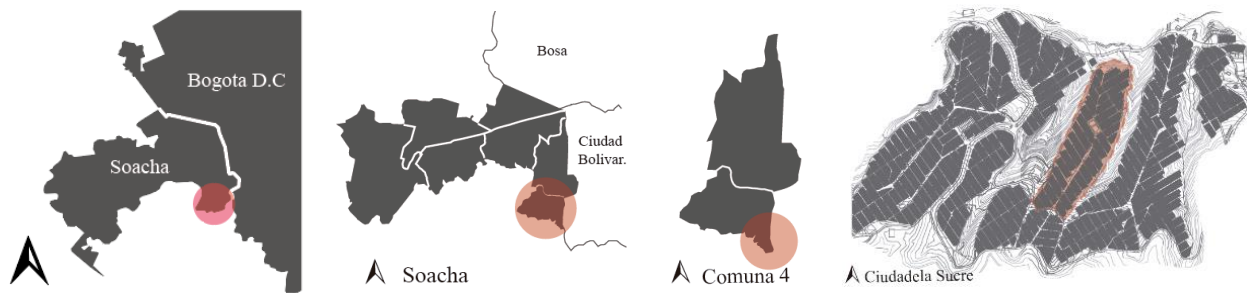 Bogota D.C
Soacha
Bosa
Ciudad
Bolivar.
Soacha
Comuna 4
Ciudadela Sucre